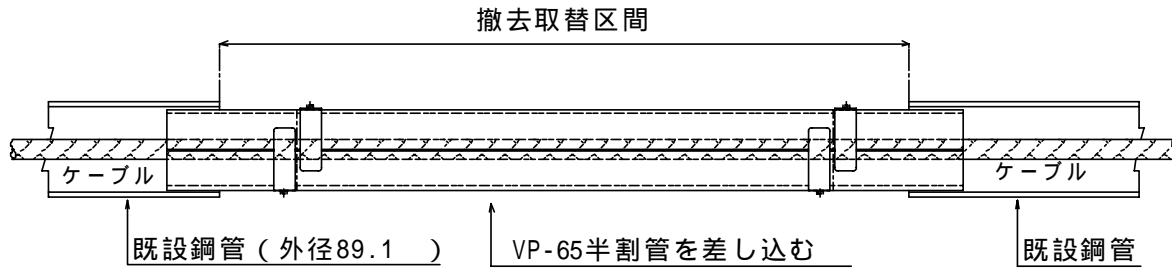 撤去取替区間
ケーブル
ケーブル
既設鋼管(外径89.1 )
VP-65半割管を差し込む
既設鋼管